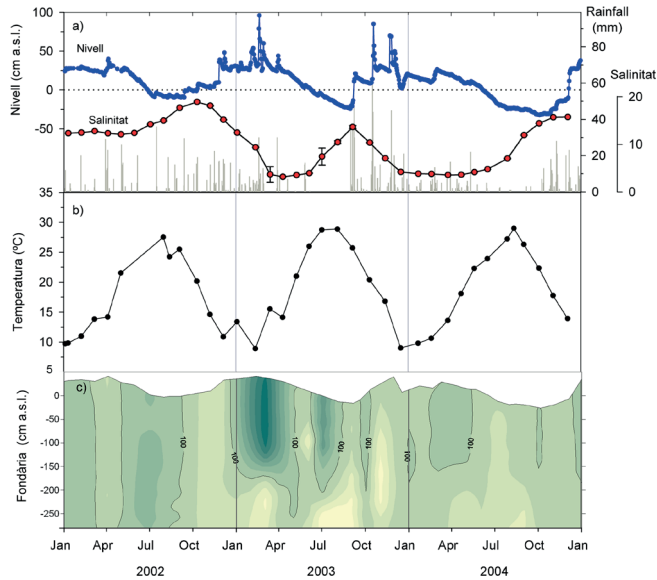 a)
Rainfall
(mm)
Nivell (cm a.s.l.)
100
50
0
-50
Nivell
Salinitat
80
60
40
20
0
Salinitat
20
10
0
35
b)
Temperatura (ºC)
30
25
20
15
10
5
c)
Fondària (cm a.s.l.)
0
-50
-100
-150
-200
-250
100
100
100
100
100
100
100
100
Jan Apr Jul Oct Jan Apr Jul Oct Jan Apr Jul Oct Jan
2002 2003 2004